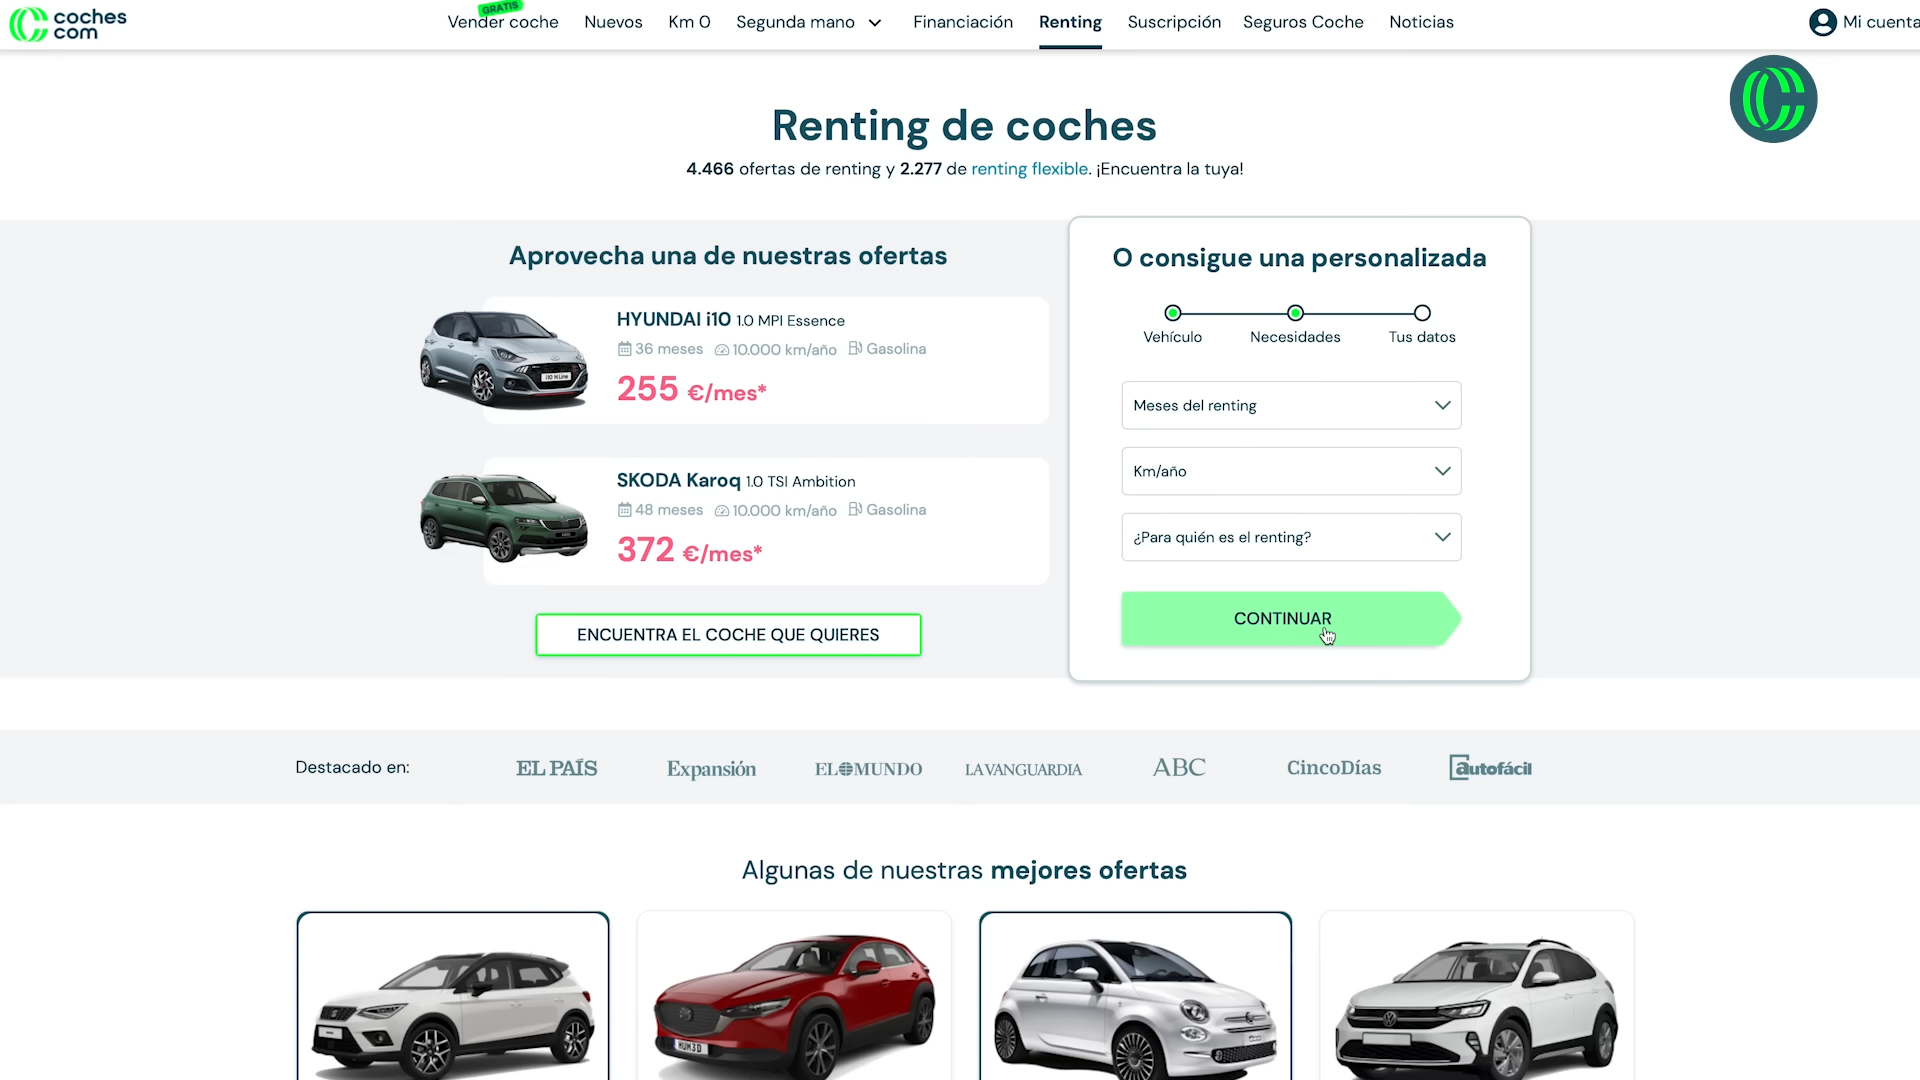 coches
com
GRATIS
Vender coche
Nuevos
Km 0
Segunda mano
Financiación
Renting
Suscripción
Seguros Coche
Noticias
Mi cuenta
Renting de coches
4.466 ofertas de renting y 2.277 de renting flexible. ¡Encuentra la tuya!
Aprovecha una de nuestras ofertas
HYUNDAI i10 1.0 MPI Essence
36 meses 10.000 km/año Gasolina
255 €/mes*
i10 N Line
SKODA Karoq 1.0 TSI Ambition
48 meses 10.000 km/año Gasolina
372 €/mes*
ENCUENTRA EL COCHE QUE QUIERES
O consigue una personalizada
Vehículo
Necesidades
Tus datos
Meses del renting
Km/año
¿Para quién es el renting?
CONTINUAR
Destacado en:
EL PAÍS
Expansión
EL MUNDO
LA VANGUARDIA
ABC
CincoDías
autofácil
Algunas de nuestras mejores ofertas
HUM3D